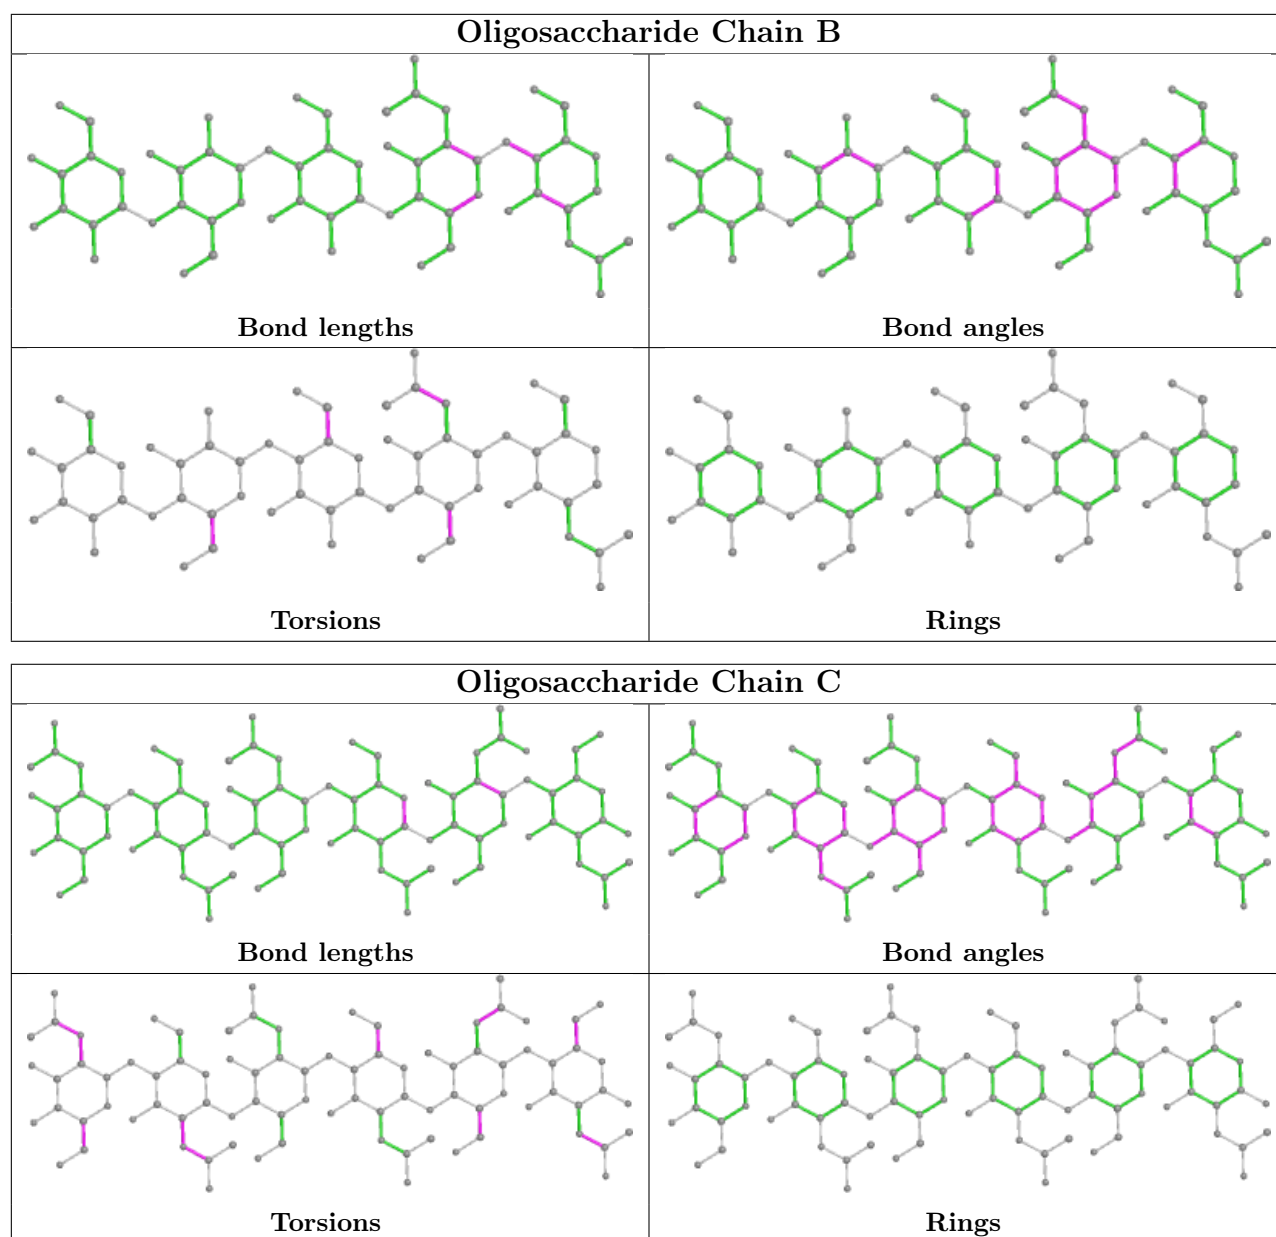 Oligosaccharide Chain B
Bond lengths
Bond angles
Torsions
Rings
Oligosaccharide Chain C
Bond lengths
Bond angles
Torsions
Rings